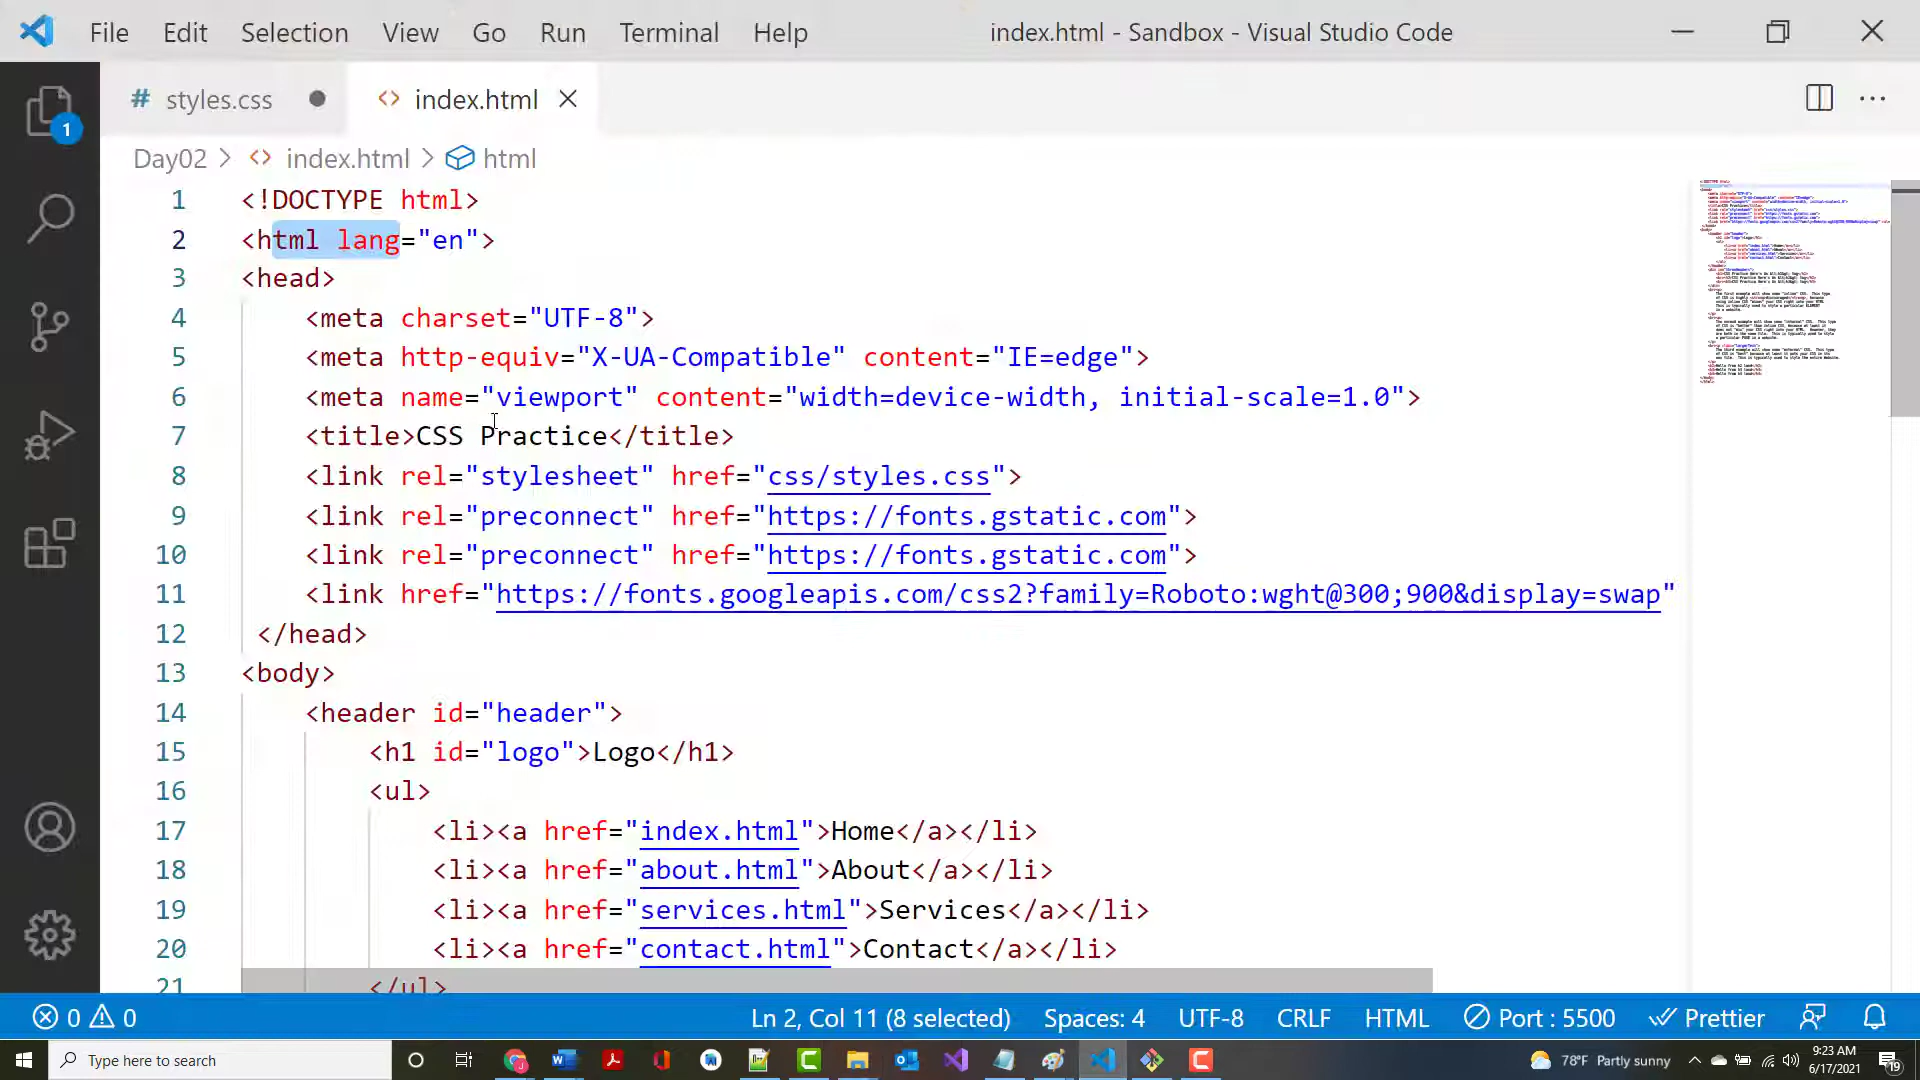 File Edit Selection View Go Run Terminal Help index.html - Sandbox - Visual Studio Code
# styles.css index.html
Day02 > index.html > html
1 <!DOCTYPE html>
2 <html lang="en">
3 <head>
4 <meta charset="UTF-8">
5 <meta http-equiv="X-UA-Compatible" content="IE=edge">
6 <meta name="viewport" content="width=device-width, initial-scale=1.0">
7 <title>CSS Practice</title>
8 <link rel="stylesheet" href="css/styles.css">
9 <link rel="preconnect" href="https://fonts.gstatic.com">
10 <link rel="preconnect" href="https://fonts.gstatic.com">
11 <link href="https://fonts.googleapis.com/css2?family=Roboto:wght@300;900&display=swap"
12 </head>
13 <body>
14 <header id="header">
15 <h1 id="logo">Logo</h1>
16 <ul>
17 <li><a href="index.html">Home</a></li>
18 <li><a href="about.html">About</a></li>
19 <li><a href="services.html">Services</a></li>
20 <li><a href="contact.html">Contact</a></li>
21 </ul>
1
0 0 Ln 2, Col 11 (8 selected) Spaces: 4 UTF-8 CRLF HTML Port : 5500 Prettier
Type here to search 78°F Partly sunny 9:23 AM
6/17/2021 19